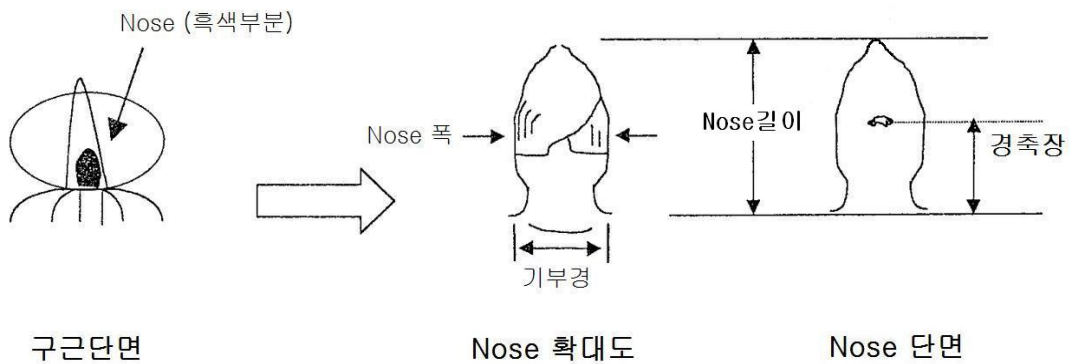 Nose (흑색부분)
Nose 폭
Nose길이
경축장
기부경
구근단면
Nose 확대도
Nose 단면